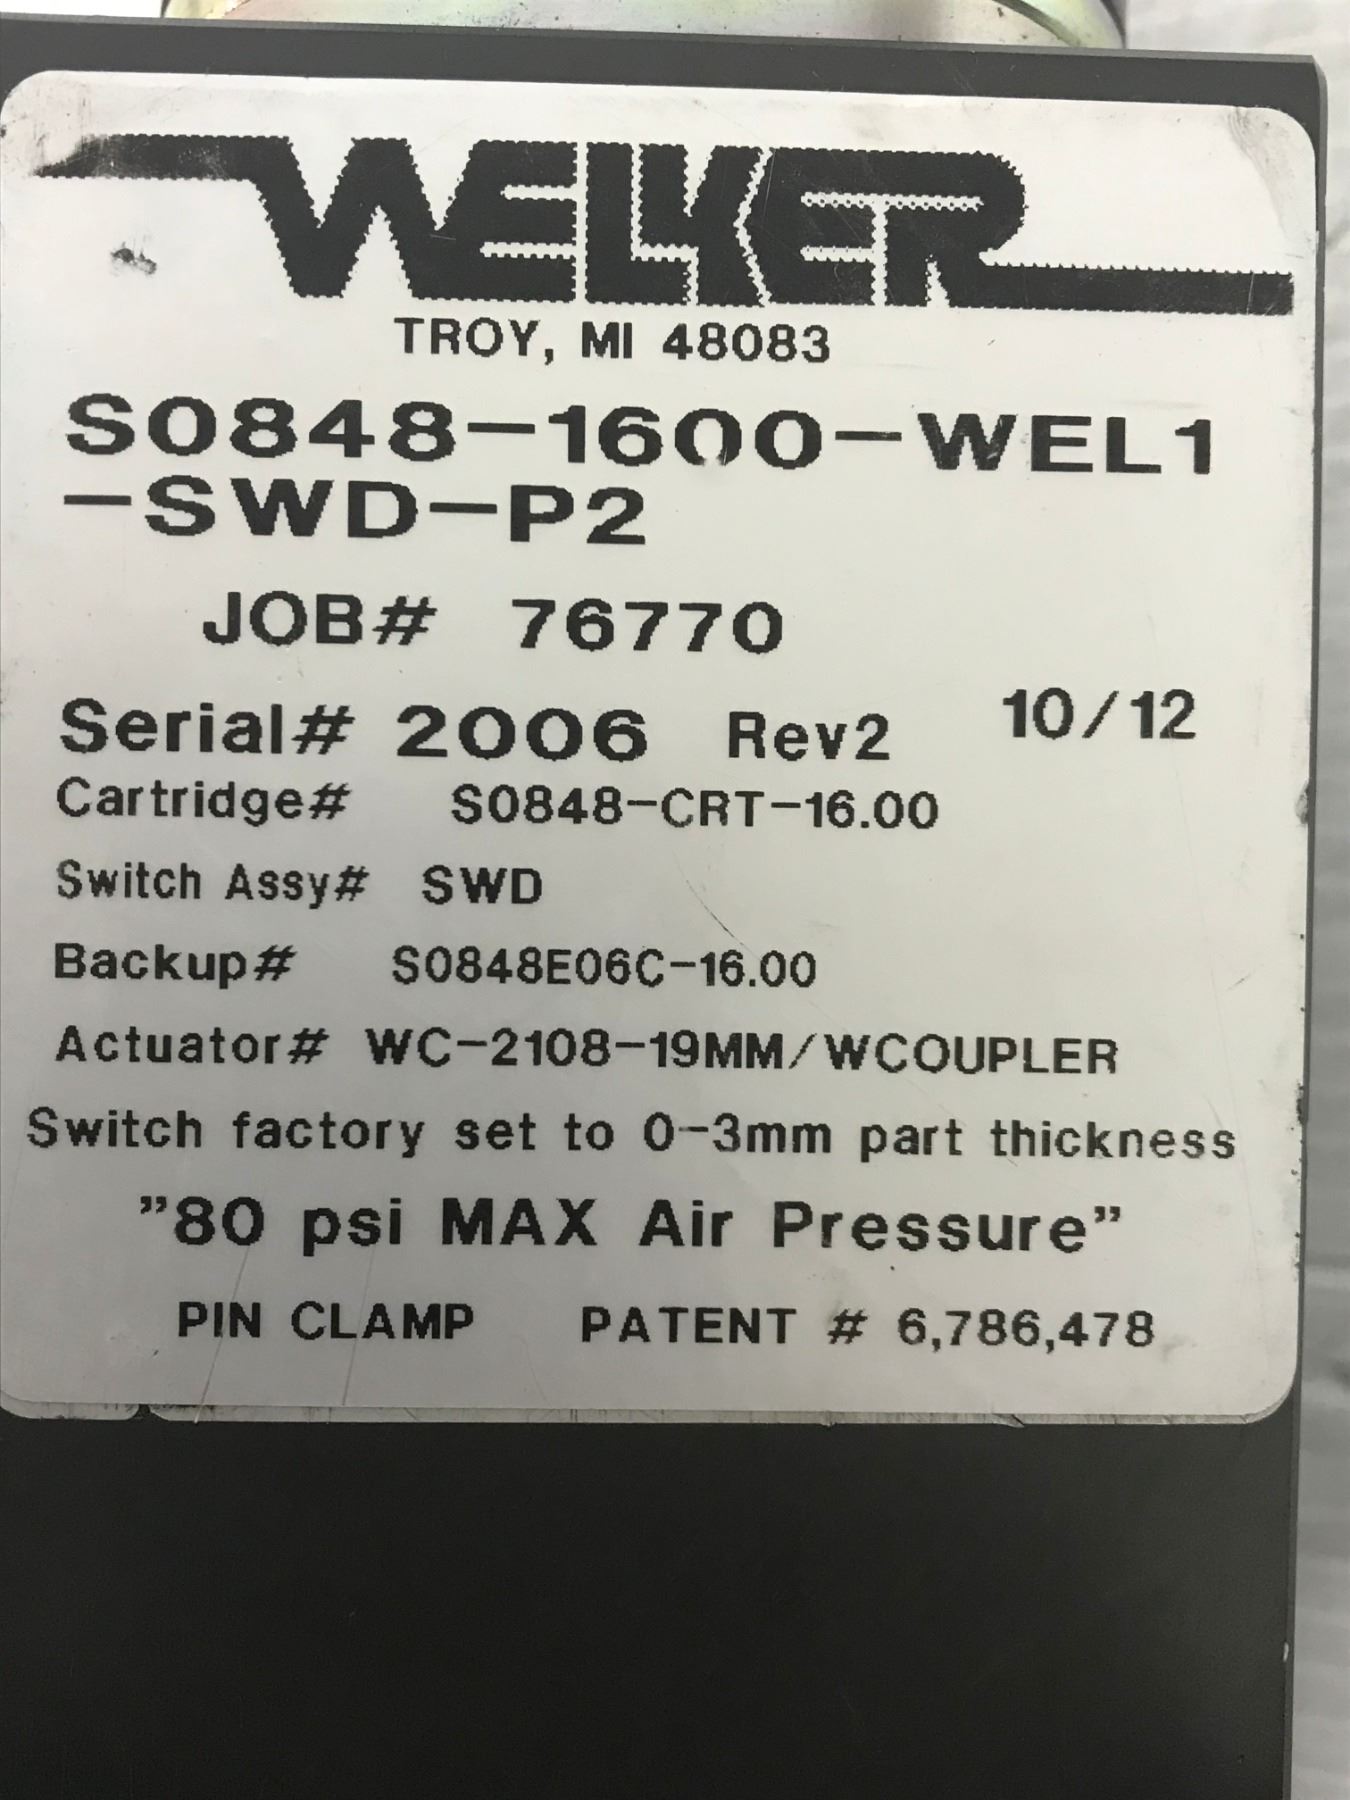 WELKER
TROY, MI 48083
S0848-1600-WEL1
-SWD-P2
JOB# 76770
Serial# 2006 Rev2 10/12
Cartridge# S0848-CRT-16.00
Switch Assy# SWD
Backup# S0848E06C-16.00
Actuator# WC-2108-19MM/WCOUPLER
Switch factory set to 0-3mm part thickness
"80 psi MAX Air Pressure"
PIN CLAMP PATENT # 6,786,478